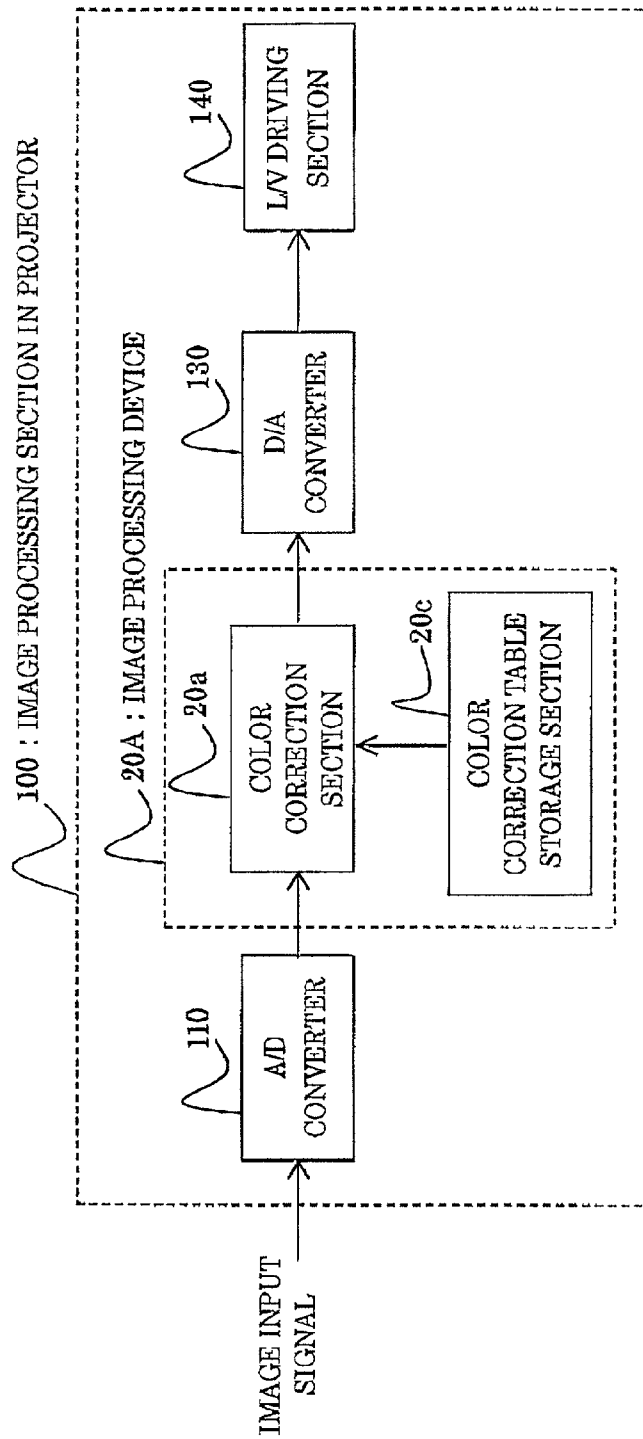 100 : IMAGE PROCESSING SECTION IN PROJECTOR
20A ; IMAGE PROCESSING DEVICE
IMAGE INPUT
SIGNAL
110
A/D
CONVERTER
20a
COLOR
CORRECTION
SECTION
20c
COLOR
CORRECTION TABLE
STORAGE SECTION
130
D/A
CONVERTER
140
L/V DRIVING
SECTION